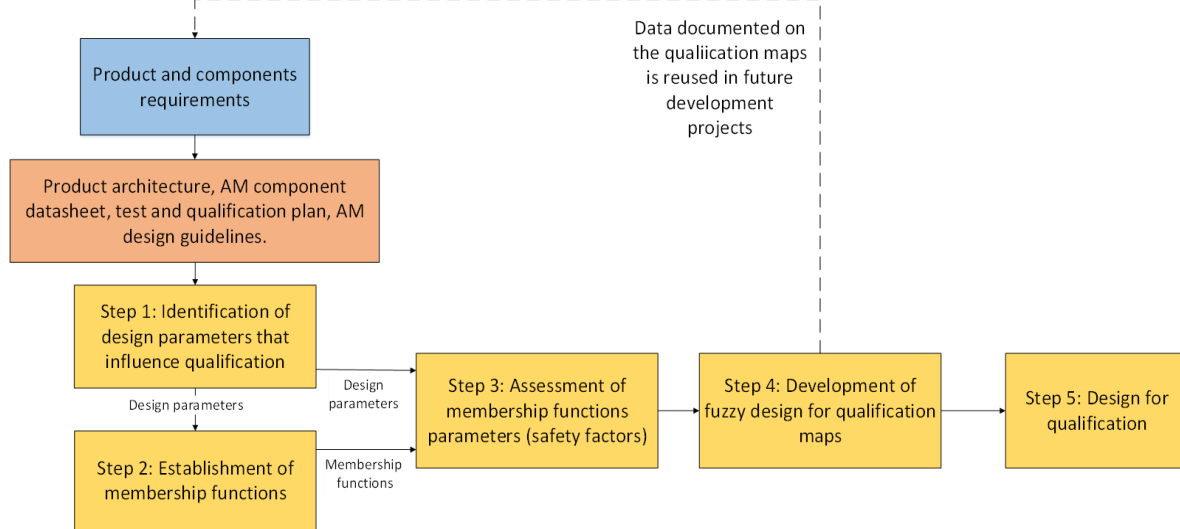 Data documented on
the qualiication maps
is reused in future
development
projects
Product and components
requirements
Product architecture, AM component
datasheet, test and qualification plan, AM
design guidelines.
Step 1: Identification of
design parameters that
influence qualification
Design
parameters
Design parameters
Step 2: Establishment of
membership functions
Membership
functions
Step 3: Assessment of
membership functions
parameters (safety factors)
Step 4: Development of
fuzzy design for qualification
maps
Step 5: Design for
qualification